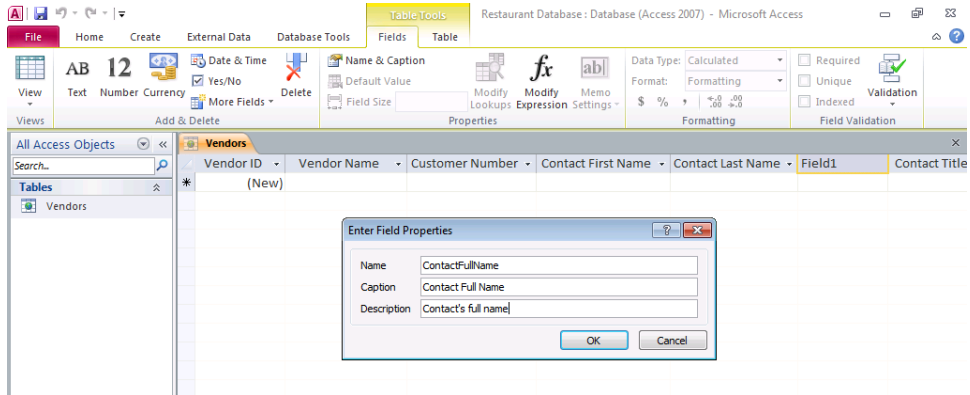 Table Tools
Restaurant Database : Database (Access 2007) - Microsoft Access
File Home Create External Data Database Tools Fields Table
View
Views
AB Text
12 Number
Currency
Date & Time
Yes/No
More Fields
Delete
Add & Delete
Name & Caption
Default Value
Field Size
Modify Lookups
fx Modify Expression
ab Memo Settings
Properties
Data Type: Calculated
Format: Formatting
$ % , .0 .00 .00 .0
Formatting
Required
Unique
Indexed
Validation
Field Validation
All Access Objects
Search...
Tables
Vendors
Vendors
Vendor ID Vendor Name Customer Number Contact First Name Contact Last Name Field1 Contact Title
* (New)
Enter Field Properties
Name ContactFullName
Caption Contact Full Name
Description Contact's full name
OK Cancel